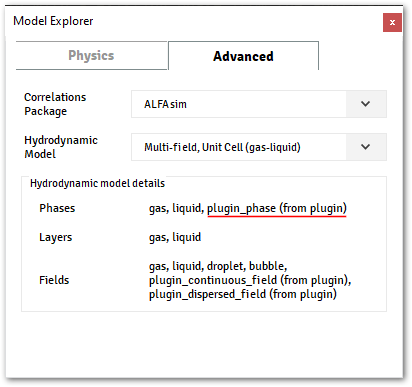 Model Explorer
x
Physics
Advanced
Correlations
Package
ALFAsim
Hydrodynamic
Model
Multi-field, Unit Cell (gas-liquid)
Hydrodynamic model details
Phases
gas, liquid, plugin_phase (from plugin)
Layers
gas, liquid
Fields
gas, liquid, droplet, bubble,
plugin_continuous_field (from plugin),
plugin_dispersed_field (from plugin)